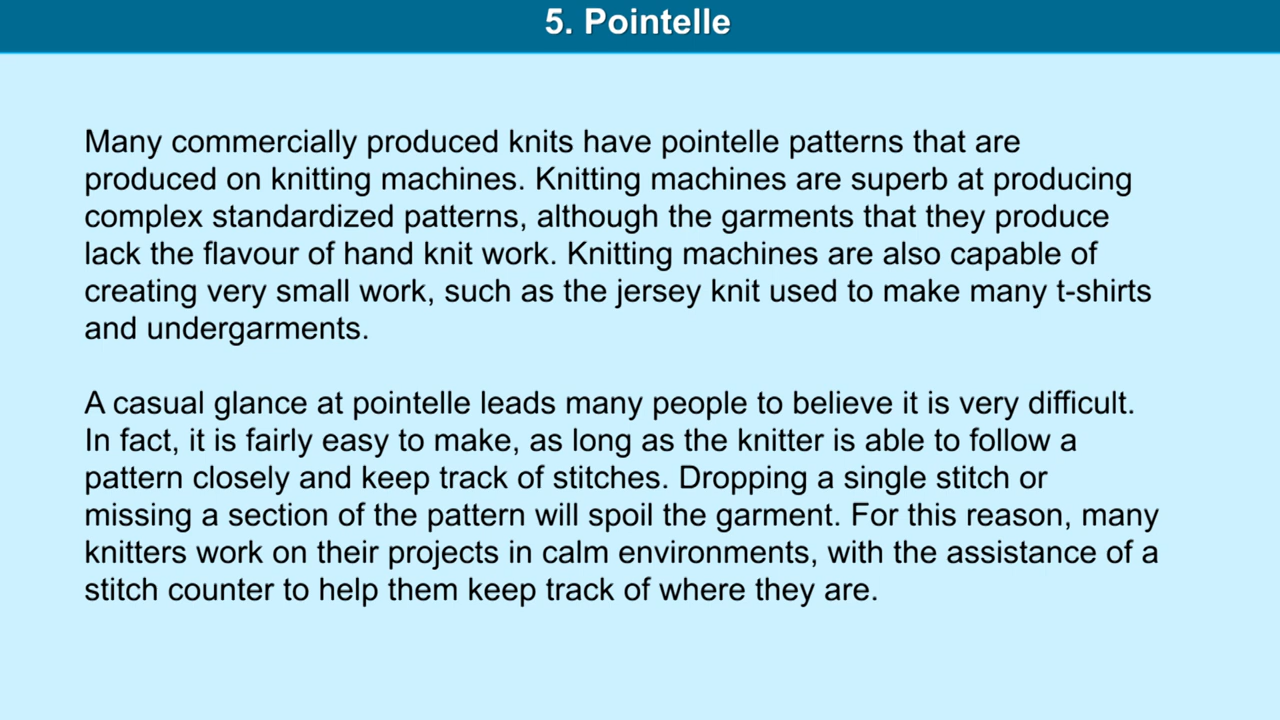 5. Pointelle
Many commercially produced knits have pointelle patterns that are
produced on knitting machines. Knitting machines are superb at producing
complex standardized patterns, although the garments that they produce
lack the flavour of hand knit work. Knitting machines are also capable of
creating very small work, such as the jersey knit used to make many t-shirts
and undergarments.
A casual glance at pointelle leads many people to believe it is very difficult.
In fact, it is fairly easy to make, as long as the knitter is able to follow a
pattern closely and keep track of stitches. Dropping a single stitch or
missing a section of the pattern will spoil the garment. For this reason, many
knitters work on their projects in calm environments, with the assistance of a
stitch counter to help them keep track of where they are.